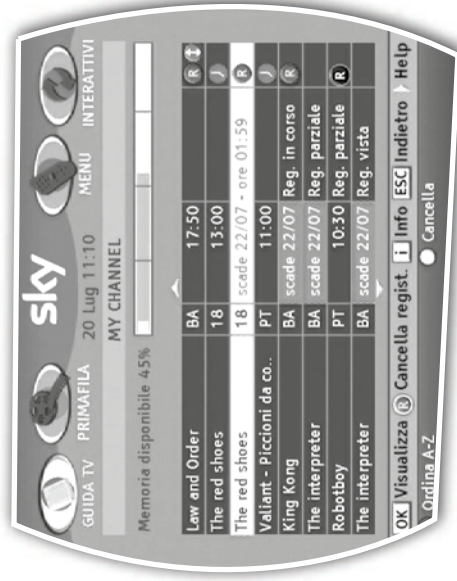 GUIDA TV PRIMAFILA sky MENU INTERATTIVI
20 Lug 11:10
MY CHANNEL
Memoria disponibile 45%
Law and Order BA 17:50 R
The red shoes 18 13:00 J
The red shoes 18 scade 22/07 - ore 01:59 R
Valiant - Piccioni da co.. PT 11:00 J
King Kong BA scade 22/07 Reg. in corso R
The interpreter BA scade 22/07 Reg. parziale
Robotboy PT 10:30 Reg. parziale R
The interpreter BA scade 22/07 Reg. vista
OK Visualizza R Cancella regist. i Info ESC Indietro Help
Ordina A-Z Cancella